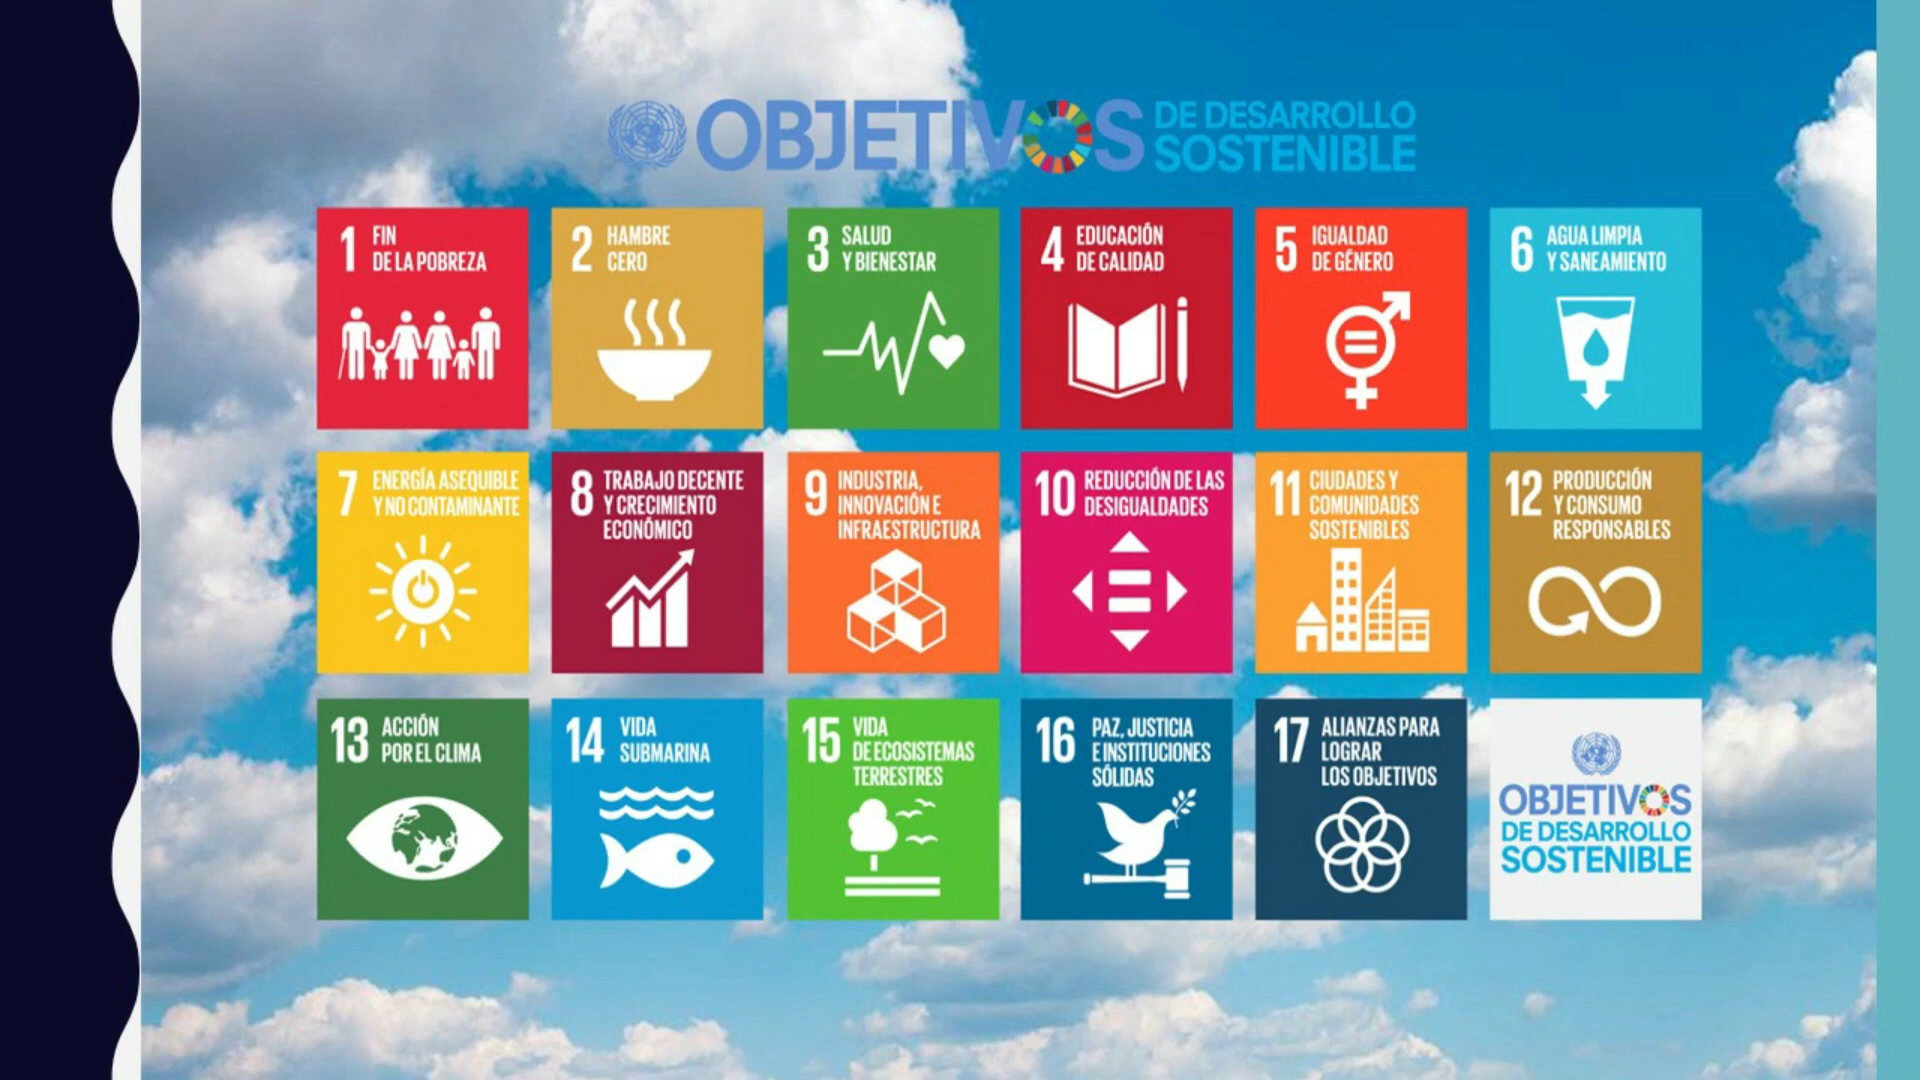 OBJETIVOS DE DESARROLLO
SOSTENIBLE
1 FIN
DE LA POBREZA
2 HAMBRE
CERO
3 SALUD
Y BIENESTAR
4 EDUCACIÓN
DE CALIDAD
5 IGUALDAD
DE GÉNERO
6 AGUA LIMPIA
Y SANEAMIENTO
7 ENERGÍA ASEQUIBLE
Y NO CONTAMINANTE
8 TRABAJO DECENTE
Y CRECIMIENTO
ECONÓMICO
9 INDUSTRIA,
INNOVACIÓN E
INFRAESTRUCTURA
10 REDUCCIÓN DE LAS
DESIGUALDADES
11 CIUDADES Y
COMUNIDADES
SOSTENIBLES
12 PRODUCCIÓN
Y CONSUMO
RESPONSABLES
13 ACCIÓN
POR EL CLIMA
14 VIDA
SUBMARINA
15 VIDA
DE ECOSISTEMAS
TERRESTRES
16 PAZ, JUSTICIA
E INSTITUCIONES
SÓLIDAS
17 ALIANZAS PARA
LOGRAR
LOS OBJETIVOS
OBJETIVOS
DE DESARROLLO
SOSTENIBLE